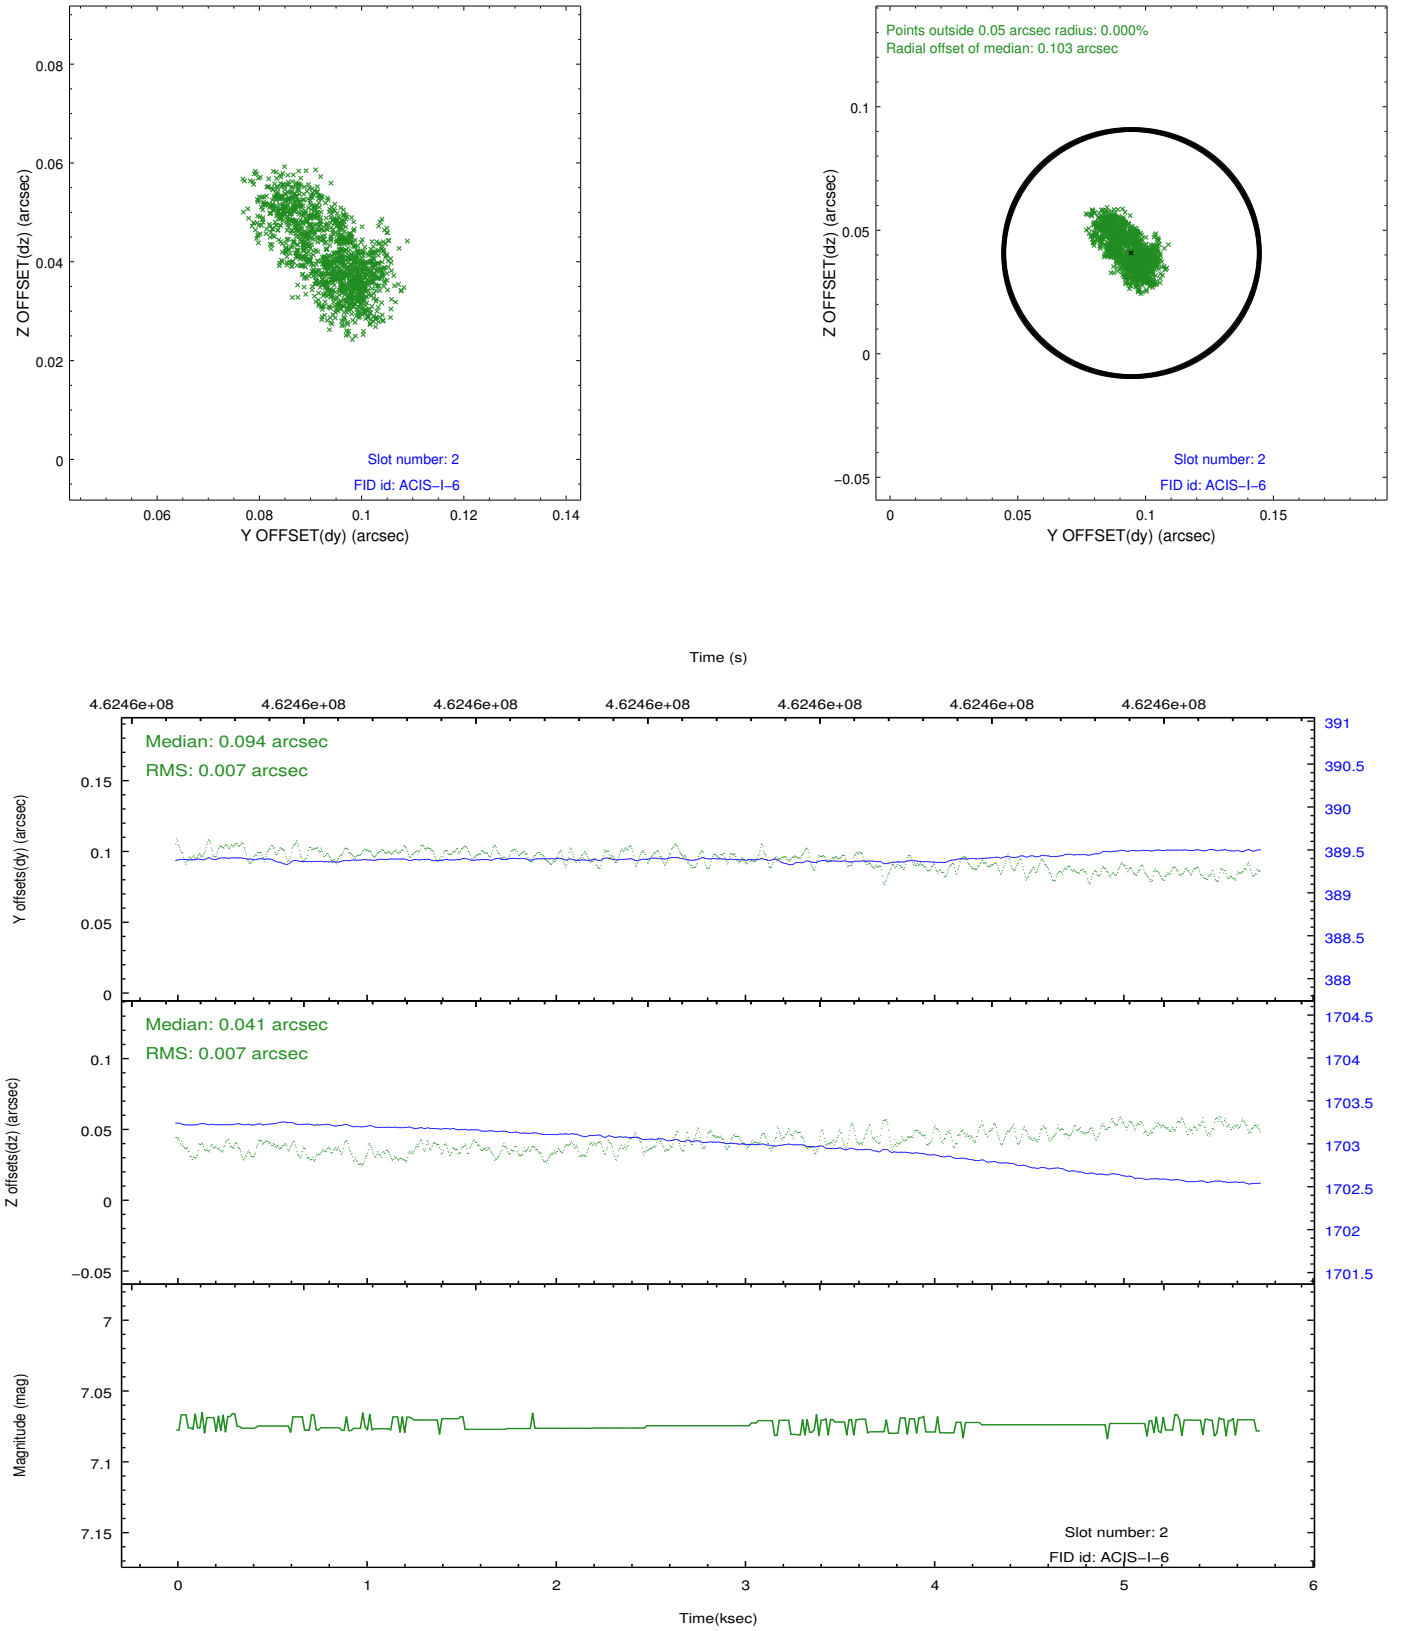 0.08
0.06
0.04
0.02
0
Z OFFSET(dz) (arcsec)
Slot number: 2
FID id: ACIS−I−6
0.06
0.08
0.1
0.12
0.14
Y OFFSET(dy) (arcsec)
Points outside 0.05 arcsec radius: 0.000%
Radial offset of median: 0.103 arcsec
0.1
0.05
0
−0.05
Z OFFSET(dz) (arcsec)
Slot number: 2
FID id: ACIS−I−6
0
0.05
0.1
0.15
Y OFFSET(dy) (arcsec)
Time (s)
4.6246e+08
4.6246e+08
4.6246e+08
4.6246e+08
4.6246e+08
4.6246e+08
4.6246e+08
Median: 0.094 arcsec
RMS: 0.007 arcsec
0.15
0.1
0.05
0
Y offsets(dy) (arcsec)
391
390.5
390
389.5
389
388.5
388
Median: 0.041 arcsec
RMS: 0.007 arcsec
0.1
0.05
0
−0.05
Z offsets(dz) (arcsec)
1704.5
1704
1703.5
1703
1702.5
1702
1701.5
7
7.05
7.1
7.15
Magnitude (mag)
Slot number: 2
FID id: ACIS−I−6
0
1
2
3
4
5
6
Time(ksec)